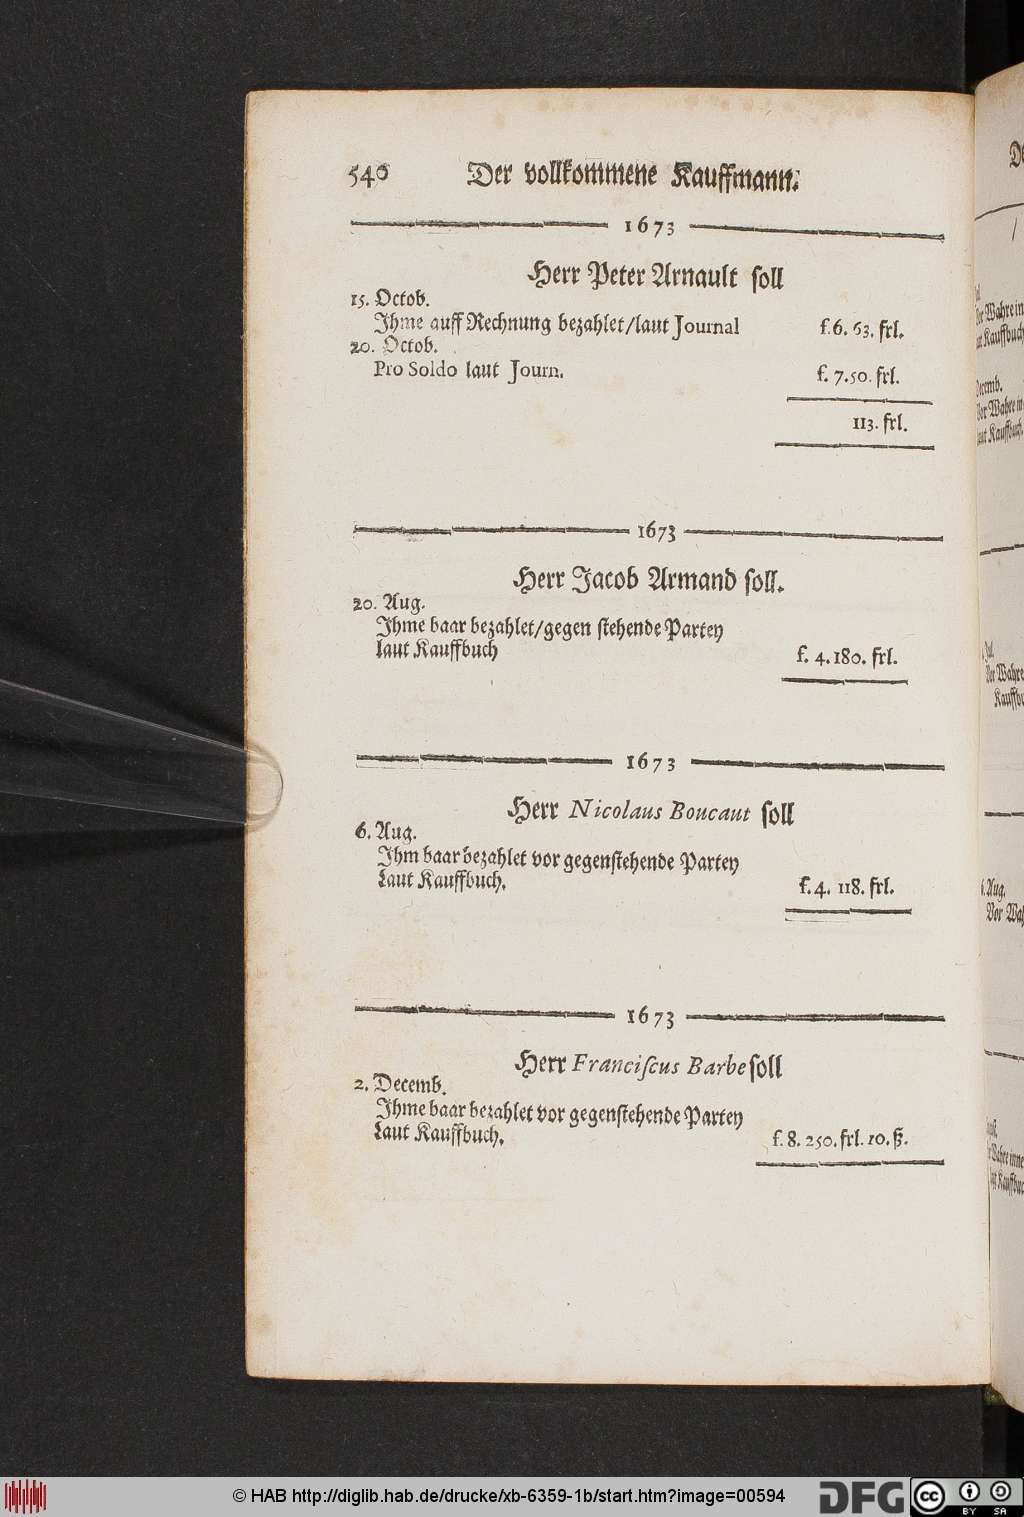 546 Der vollkommene Kauffmann.
1673
Herr Peter Arnault ſoll
15. Octob.
Ihme auff Rechnung bezahlet/laut Journal f. 6. 63. frl.
20. Octob.
Pro Soldo laut Journ. f. 7. 50. frl.
113. frl.
1673
Herr Jacob Armand ſoll.
20. Aug.
Ihme baar bezahlet/gegen ſtehende Partey
laut Kauffbuch f. 4. 180. frl.
1673
Herr Nicolaus Boucaut ſoll
6. Aug.
Ihm baar bezahlet vor gegenſtehende Partey
Laut Kauffbuch. f. 4. 118. frl.
1673
Herr Franciſcus Barbe ſoll
2. Decemb.
Ihme baar bezahlet vor gegenſtehende Partey
Laut Kauffbuch. f. 8. 250. frl. 10. ß.
© HAB http://diglib.hab.de/drucke/xb-6359-1b/start.htm?image=00594
DFG
cc BY SA